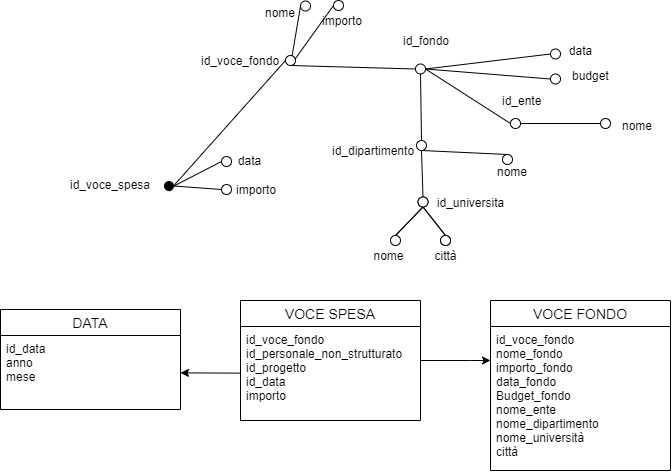 nome
importo
id_fondo
id_voce_fondo
data
budget
id_ente
nome
id_dipartimento
data
nome
id_voce_spesa
importo
id_universita
nome
città
DATA
id_data
anno
mese
VOCE SPESA
id_voce_fondo
id_personale_non_strutturato
id_progetto
id_data
importo
VOCE FONDO
id_voce_fondo
nome_fondo
importo_fondo
data_fondo
Budget_fondo
nome_ente
nome_dipartimento
nome_università
città